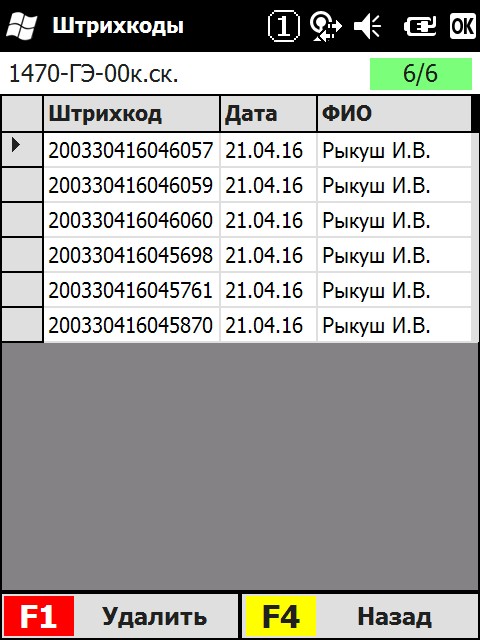 Штрихкоды 1 OK
1470-ГЭ-00к.ск. 6/6
Штрихкод Дата ФИО
200330416046057 21.04.16 Рыкуш И.В.
200330416046059 21.04.16 Рыкуш И.В.
200330416046060 21.04.16 Рыкуш И.В.
200330416045698 21.04.16 Рыкуш И.В.
200330416045761 21.04.16 Рыкуш И.В.
200330416045870 21.04.16 Рыкуш И.В.
F1 Удалить F4 Назад